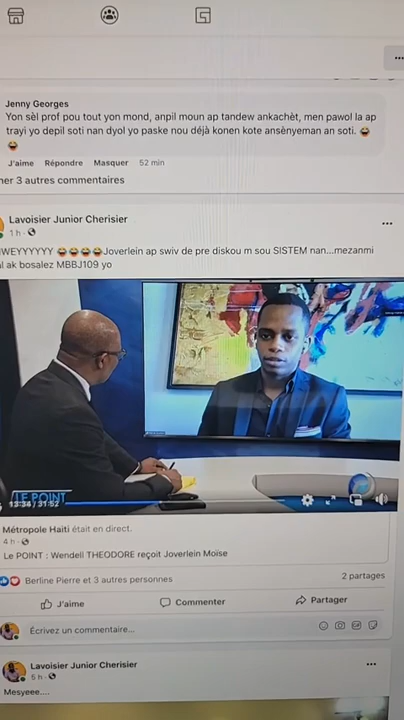 Jenny Georges
Yon sèl prof pou tout yon mond, anpil moun ap tandew ankachèt, men pawol la ap
trayi yo depil soti nan dyol yo paske nou déjà konen kote ansènyeman an soti. 😂
😂
J'aime Répondre Masquer 52 min
her 3 autres commentaires
Lavoisier Junior Cherisier
1 h ·
WEYYYYYY 😂😂😂😂Joverlein ap swiv de pre diskou m sou SISTEM nan...mezanmi
l ak bosalez MBBJ109 yo
LE POINT
13:34 / 31:52
Métropole Haiti était en direct.
4 h ·
Le POINT : Wendell THEODORE reçoit Joverlein Moïse
Berline Pierre et 3 autres personnes
2 partages
J'aime
Commenter
Partager
Écrivez un commentaire...
Lavoisier Junior Cherisier
5 h ·
Mesyeee....